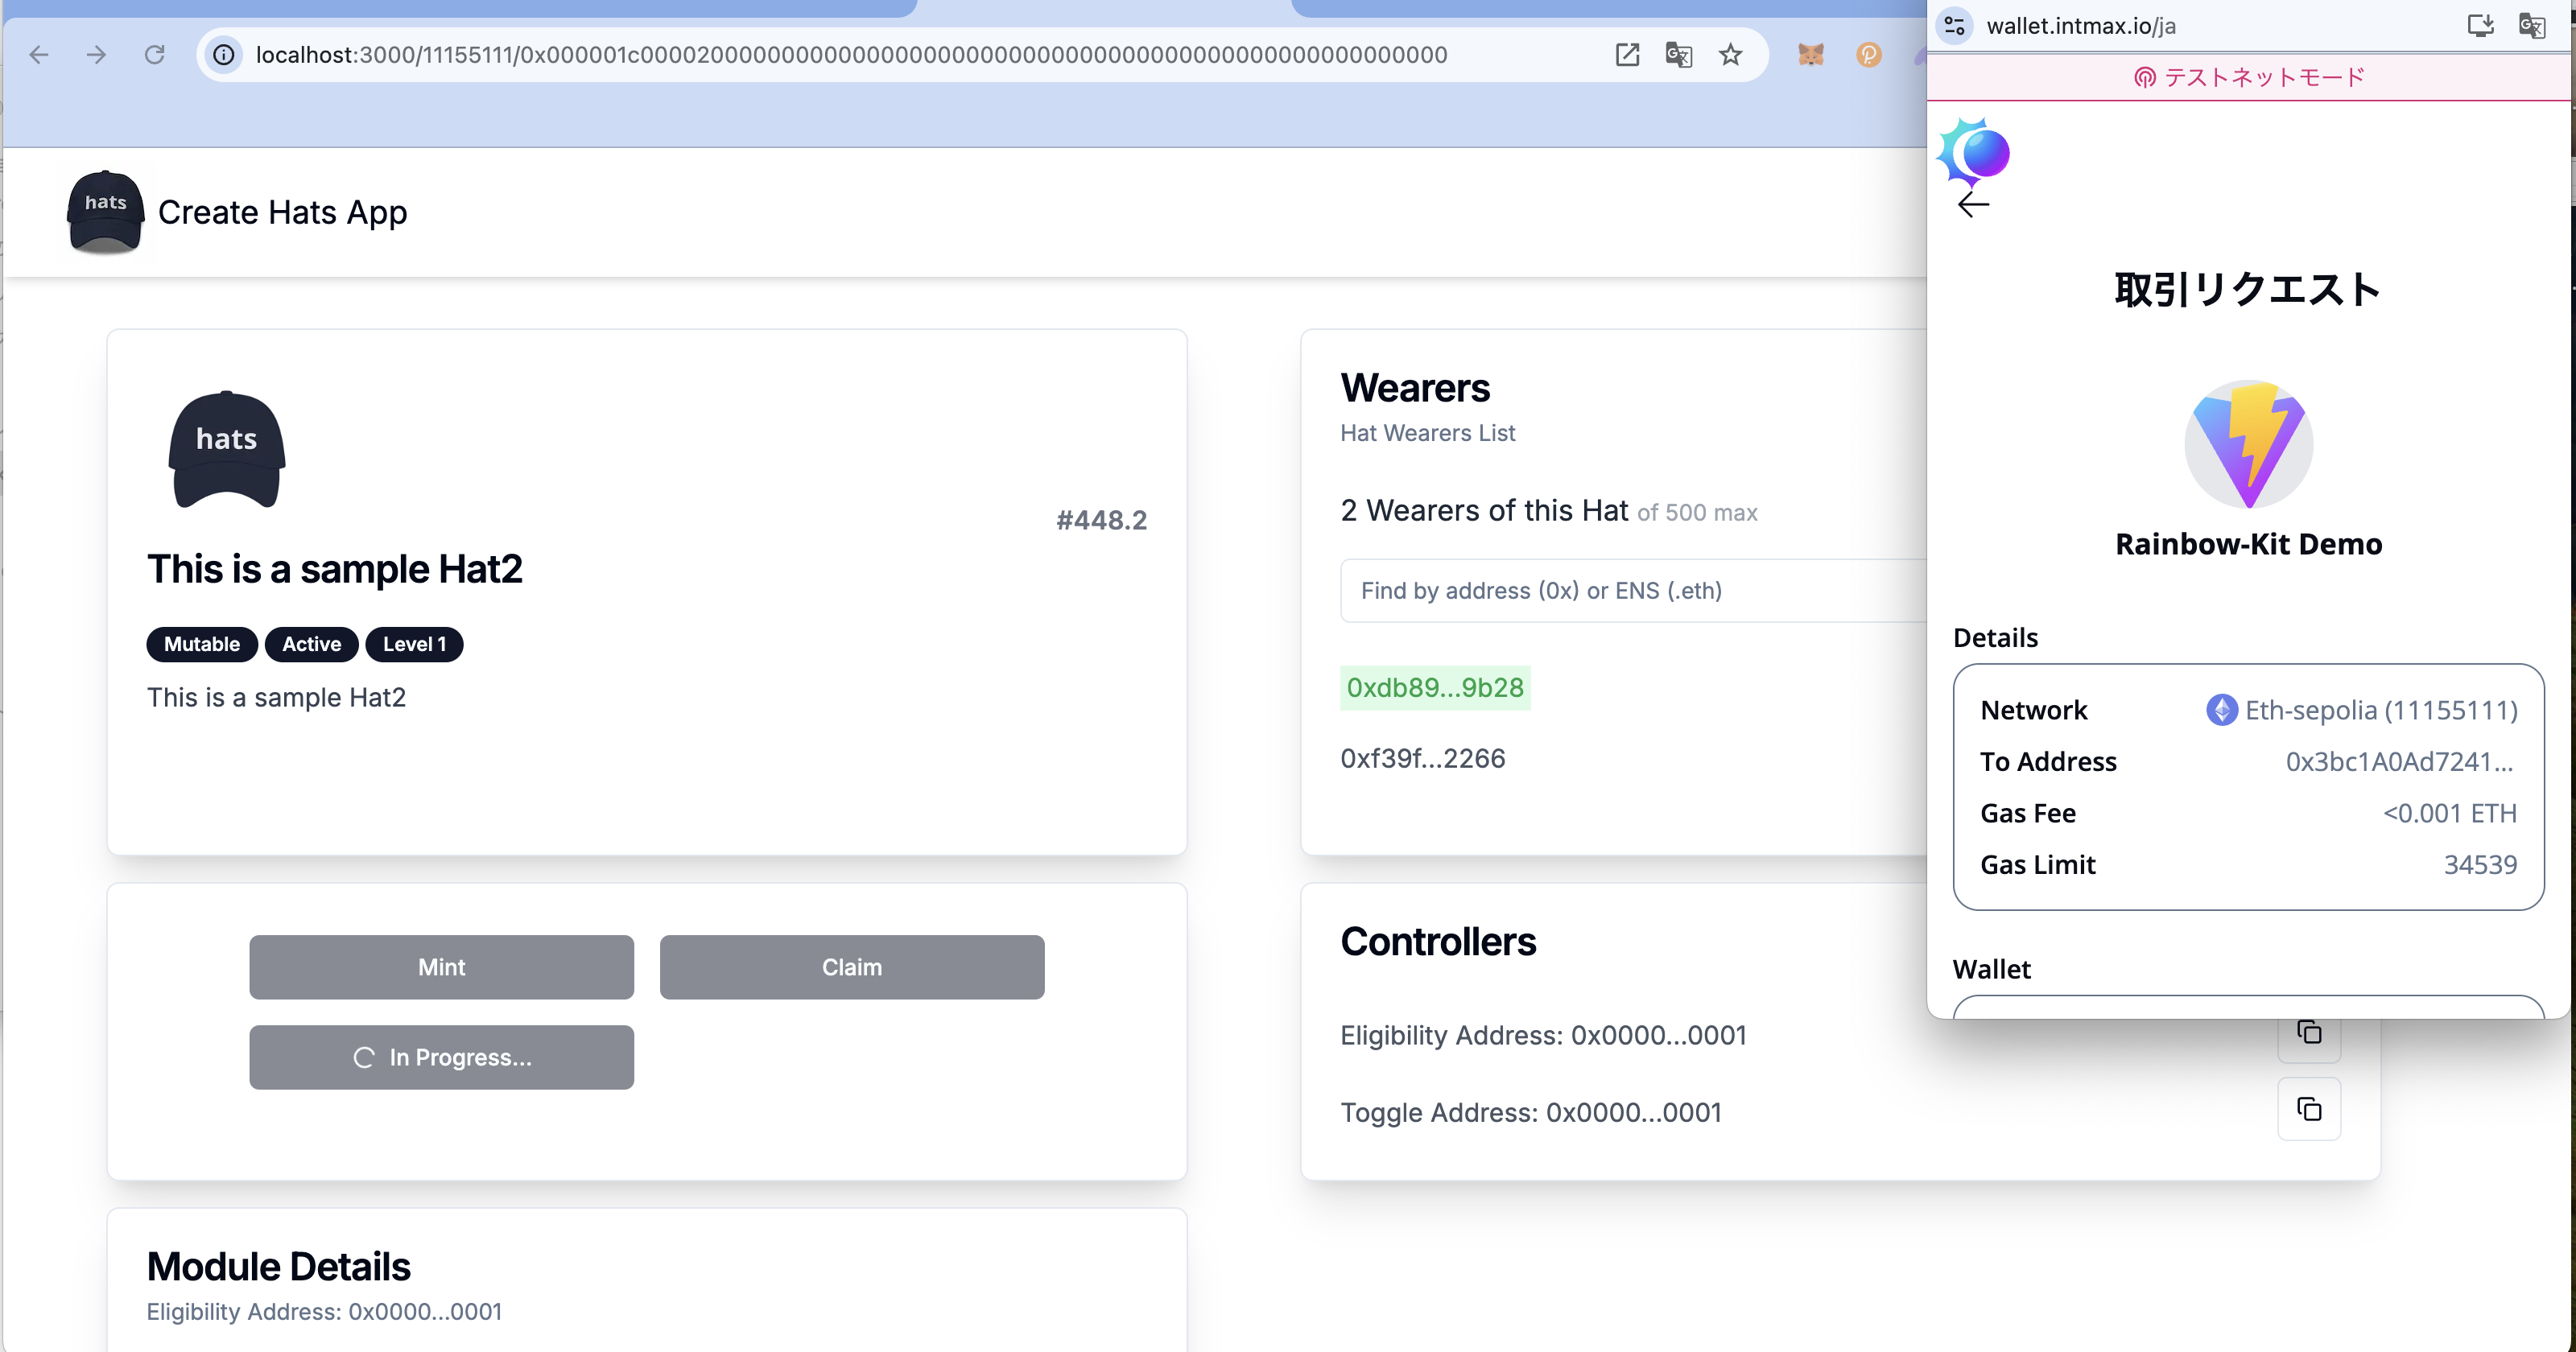 localhost:3000/11155111/0x000001c000020000000000000000000000000000000000000000000000000000
hats
Create Hats App
hats
#448.2
This is a sample Hat2
Mutable
Active
Level 1
This is a sample Hat2
Mint
Claim
In Progress...
Module Details
Eligibility Address: 0x0000...0001
Wearers
Hat Wearers List
2 Wearers of this Hat of 500 max
Find by address (0x) or ENS (.eth)
0xdb89...9b28
0xf39f...2266
Controllers
Eligibility Address: 0x0000...0001
Toggle Address: 0x0000...0001
wallet.intmax.io/ja
テストネットモード
取引リクエスト
Rainbow-Kit Demo
Details
Network Eth-sepolia (11155111)
To Address 0x3bc1A0Ad7241...
Gas Fee <0.001 ETH
Gas Limit 34539
Wallet